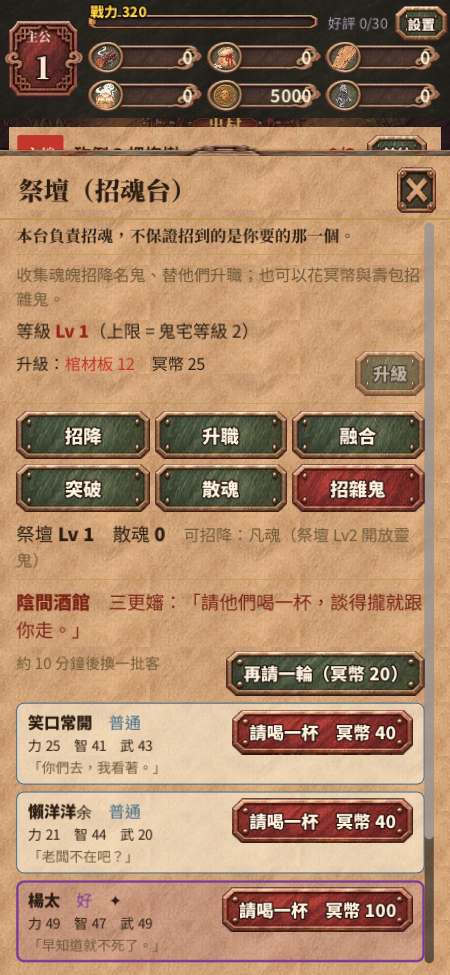 戰力.320
好評 0/30
設置
主公
1
0
0
0
0
5000
0
祭壇（招魂台）
本台負責招魂，不保證招到的是你要的那一個。
收集魂魄招降名鬼、替他們升職；也可以花冥幣與壽包招
雜鬼。
等級 Lv 1（上限 = 鬼宅等級 2）
升級：棺材板 12 冥幣 25
升級
招降 升職 融合
突破 散魂 招雜鬼
祭壇 Lv 1 散魂 0 可招降：凡魂（祭壇 Lv2 開放靈
鬼）
陰間酒館 三更嬸：「請他們喝一杯，談得攏就跟
你走。」
約 10 分鐘後換一批客
再請一輪（冥幣 20）
笑口常開 普通
力 25 智 41 武 43
「你們去，我看著。」
請喝一杯 冥幣 40
懶洋洋余 普通
力 21 智 44 武 20
「老闆不在吧？」
請喝一杯 冥幣 40
楊太 好 ✦
力 49 智 47 武 49
「早知道就不死了。」
請喝一杯 冥幣 100